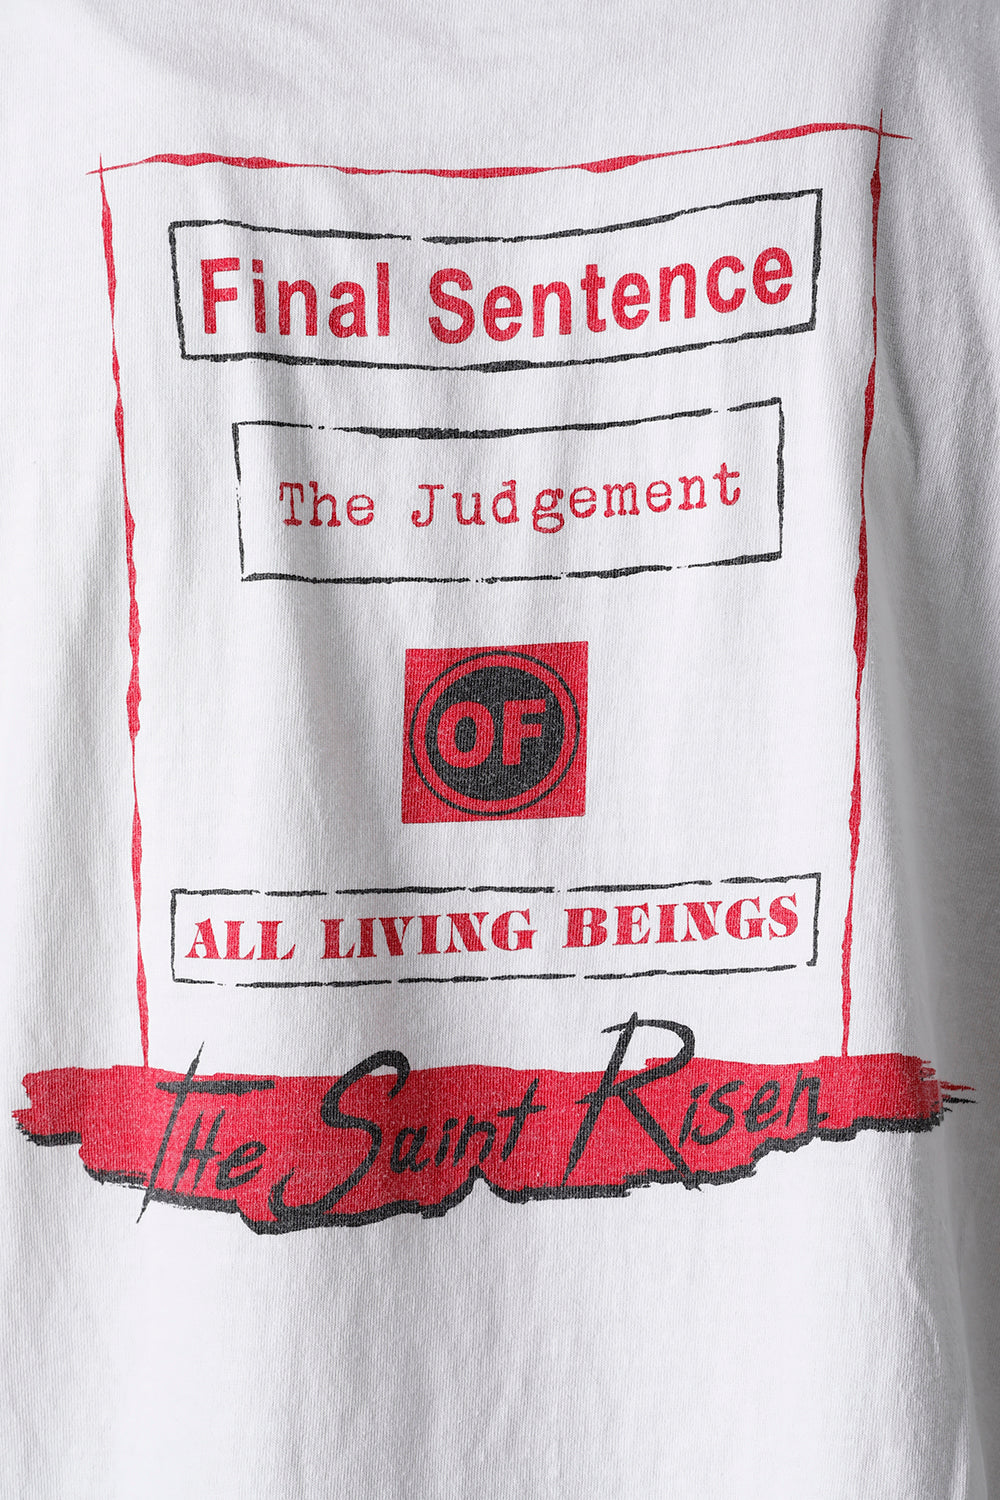 Final Sentence
The Judgement
OF
ALL LIVING BEINGS
THe Saint Risen